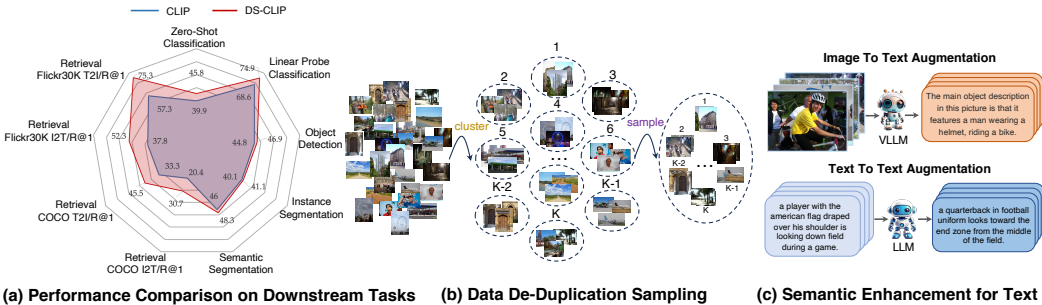 CLIP
DS-CLIP
Zero-Shot
Classification
Linear Probe
Classification
Object
Detection
Instance
Segmentation
Semantic
Segmentation
Retrieval
COCO I2T/R@1
Retrieval
COCO T2I/R@1
Retrieval
Flickr30K I2T/R@1
Retrieval
Flickr30K T2I/R@1
45.8
39.9
74.9
68.6
46.9
44.8
41.1
40.1
48.3
46
30.7
20.4
45.5
33.3
52.3
37.8
75.3
57.3
(a) Performance Comparison on Downstream Tasks
cluster
1
2
3
4
5
6
...
K-2
K-1
K
sample
1
2
3
K-2
...
K-1
K
(b) Data De-Duplication Sampling
Image To Text Augmentation
VLLM
The main object description
in this picture is that it
features a man wearing a
helmet, riding a bike.
Text To Text Augmentation
a player with the
american flag draped
over his shoulder is
looking down field
during a game.
LLM
a quarterback in football
uniform looks toward the
end zone from the middle
of the field.
(c) Semantic Enhancement for Text